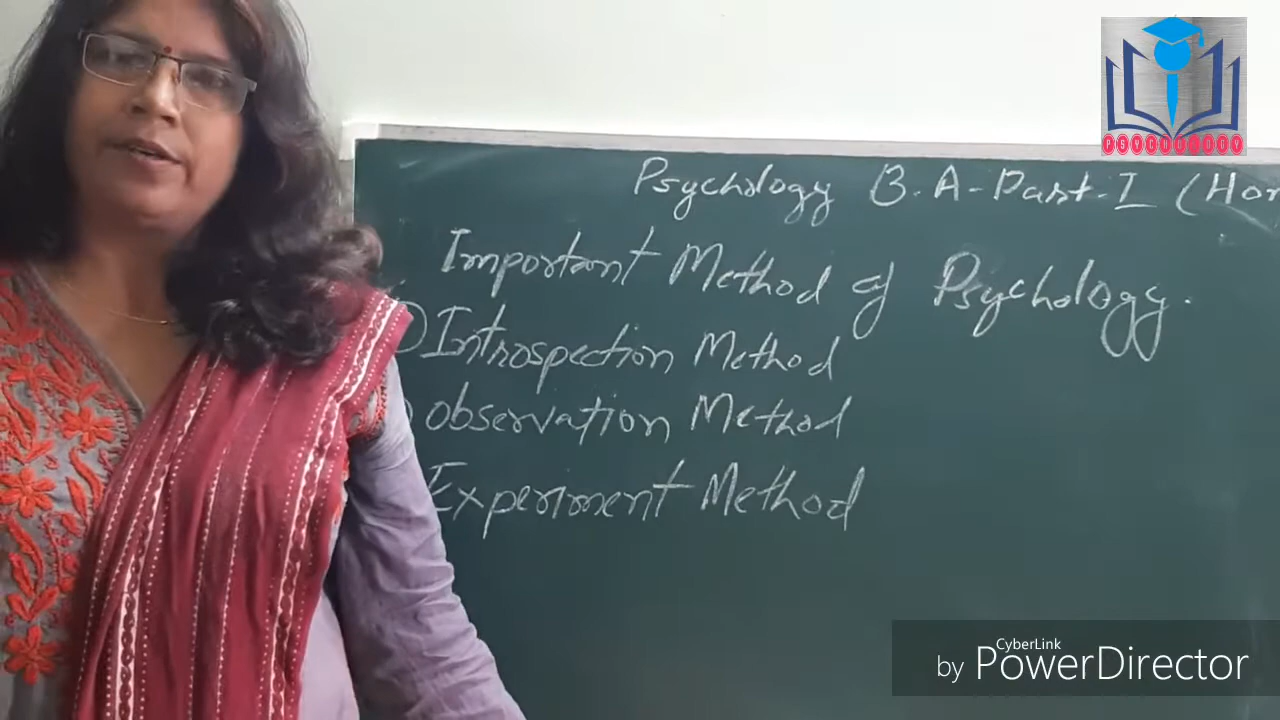 Psychology B.A-Part-I (Hon
Important Method of Psychology.
Introspection Method
observation Method
Experiment Method
CyberLink
by PowerDirector